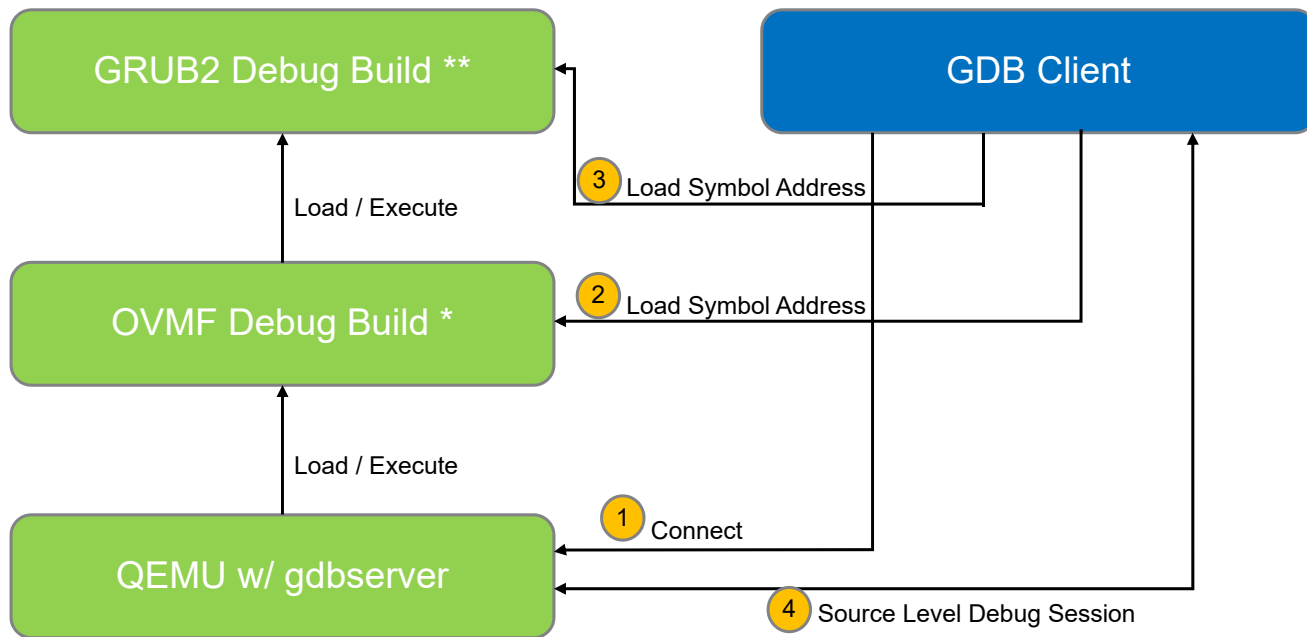 GRUB2 Debug Build **
GDB Client
3 Load Symbol Address
Load / Execute
2 Load Symbol Address
OVMF Debug Build *
Load / Execute
1 Connect
QEMU w/ gdbserver
4 Source Level Debug Session